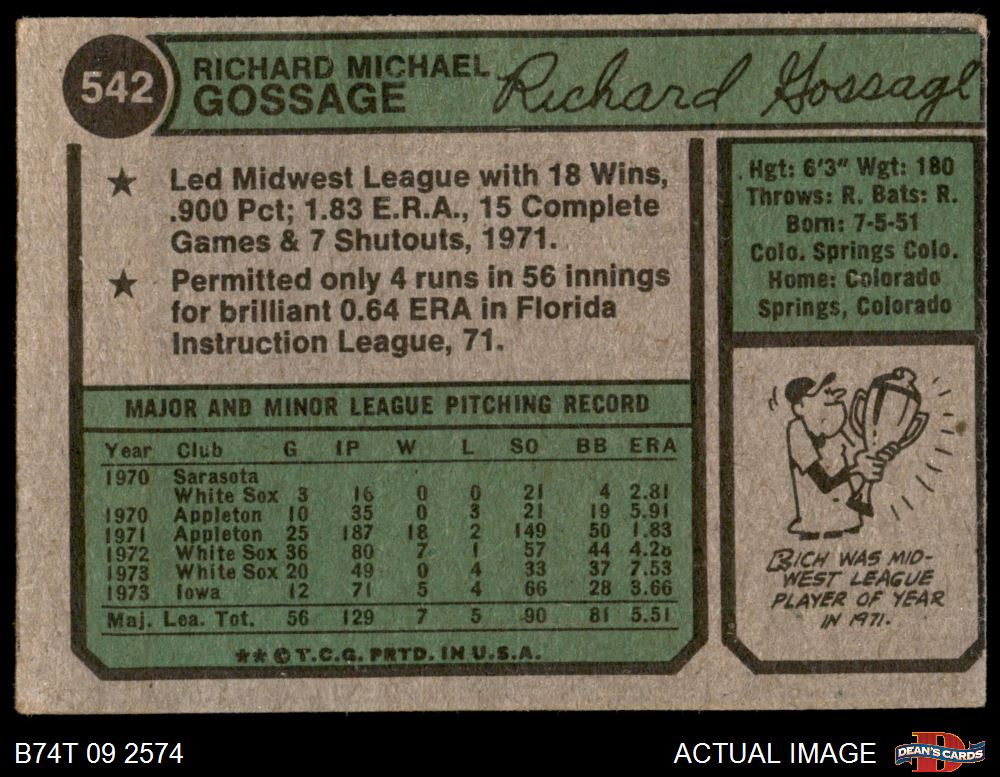 542
RICHARD MICHAEL
GOSSAGE
Richard Gossage
★ Led Midwest League with 18 Wins,
.900 Pct; 1.83 E.R.A., 15 Complete
Games & 7 Shutouts, 1971.
★ Permitted only 4 runs in 56 innings
for brilliant 0.64 ERA in Florida
Instruction League, 71.
Hgt: 6'3" Wgt: 180
Throws: R. Bats: R.
Born: 7-5-51
Colo. Springs Colo.
Home: Colorado
Springs, Colorado
MAJOR AND MINOR LEAGUE PITCHING RECORD
Year Club G IP W L SO BB ERA
1970 Sarasota
White Sox 3 16 0 0 21 4 2.81
1970 Appleton 10 35 0 3 21 19 5.91
1971 Appleton 25 187 18 2 149 50 1.83
1972 White Sox 36 80 7 1 57 44 4.28
1973 White Sox 20 49 0 4 33 37 7.53
1973 Iowa 12 71 5 4 66 28 3.66
Maj. Lea. Tot. 56 129 7 5 90 81 5.51
** © T.C.G. PRTD. IN U.S.A.
RICH WAS MID-
WEST LEAGUE
PLAYER OF YEAR
IN 1971.
B74T 09 2574
ACTUAL IMAGE
D
DEAN'S CARDS